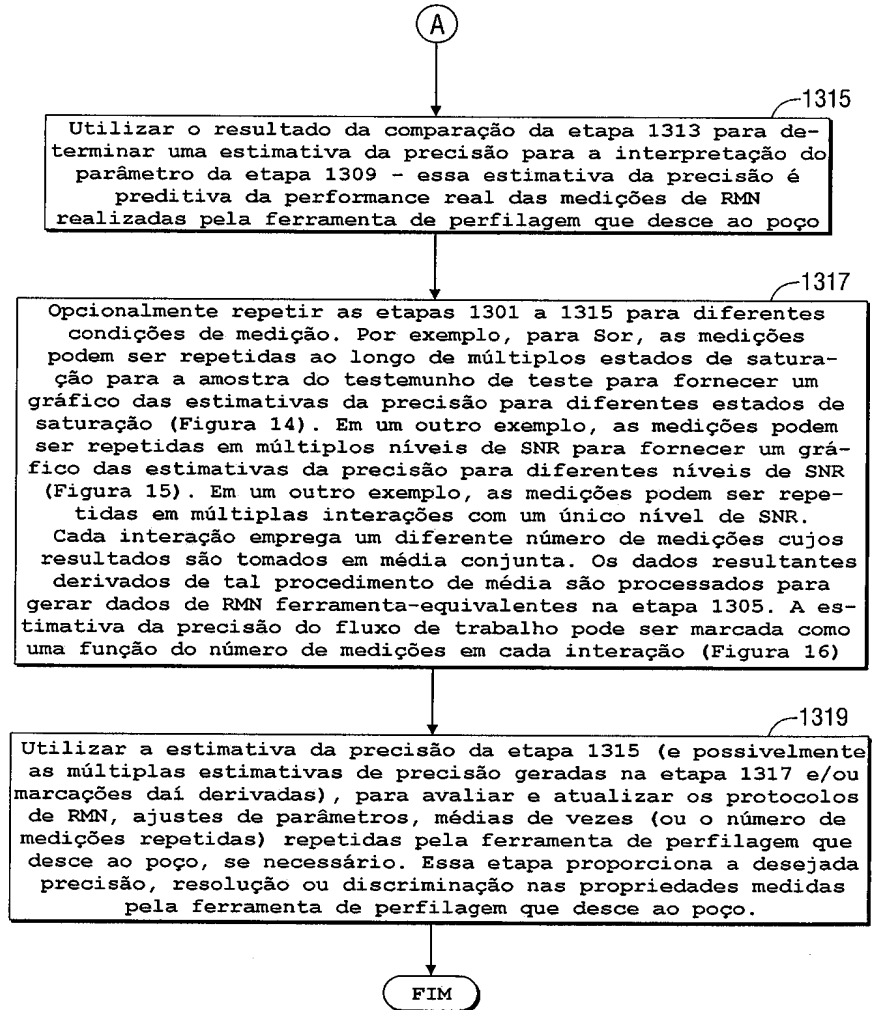 A
1315
Utilizar o resultado da comparação da etapa 1313 para de-
terminar uma estimativa da precisão para a interpretação do
parâmetro da etapa 1309 - essa estimativa da precisão é
preditiva da performance real das medições de RMN
realizadas pela ferramenta de perfilagem que desce ao poço
1317
Opcionalmente repetir as etapas 1301 a 1315 para diferentes
condições de medição. Por exemplo, para Sor, as medições
podem ser repetidas ao longo de múltiplos estados de satura-
ção para a amostra do testemunho de teste para fornecer um
gráfico das estimativas da precisão para diferentes estados de
saturação (Figura 14). Em um outro exemplo, as medições podem
ser repetidas em múltiplos níveis de SNR para fornecer um grá-
fico das estimativas da precisão para diferentes níveis de SNR
(Figura 15). Em um outro exemplo, as medições podem ser repe-
tidas em múltiplas interações com um único nível de SNR.
Cada interação emprega um diferente número de medições cujos
resultados são tomados em média conjunta. Os dados resultantes
derivados de tal procedimento de média são processados para
gerar dados de RMN ferramenta-equivalentes na etapa 1305. A es-
timativa da precisão do fluxo de trabalho pode ser marcada como
uma função do número de medições em cada interação (Figura 16)
1319
Utilizar a estimativa da precisão da etapa 1315 (e possivelmente
as múltiplas estimativas de precisão geradas na etapa 1317 e/ou
marcações daí derivadas), para avaliar e atualizar os protocolos
de RMN, ajustes de parâmetros, médias de vezes (ou o número de
medições repetidas) repetidas pela ferramenta de perfilagem que
desce ao poço, se necessário. Essa etapa proporciona a desejada
precisão, resolução ou discriminação nas propriedades medidas
pela ferramenta de perfilagem que desce ao poço.
FIM